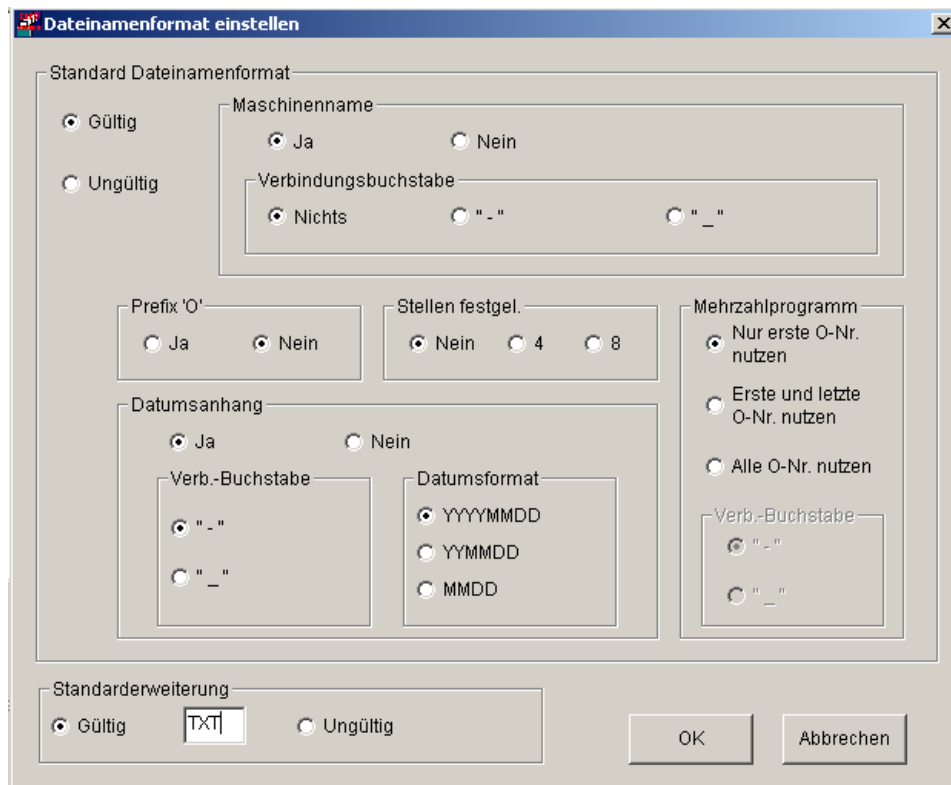 Dateinamenformat einstellen
Standard Dateinamenformat
Gültig
Ungültig
Maschinenname
Ja Nein
Verbindungsbuchstabe
Nichts "-" "_"
Prefix 'O'
Ja Nein
Stellen festgel.
Nein 4 8
Mehrzahlprogramm
Nur erste O-Nr.
nutzen
Erste und letzte
O-Nr. nutzen
Alle O-Nr. nutzen
Verb.-Buchstabe
"-"
"_"
Datumsanhang
Ja Nein
Verb.-Buchstabe
"-"
"_"
Datumsformat
YYYYMMDD
YYMMDD
MMDD
Standarderweiterung
Gültig TXT Ungültig
OK Abbrechen